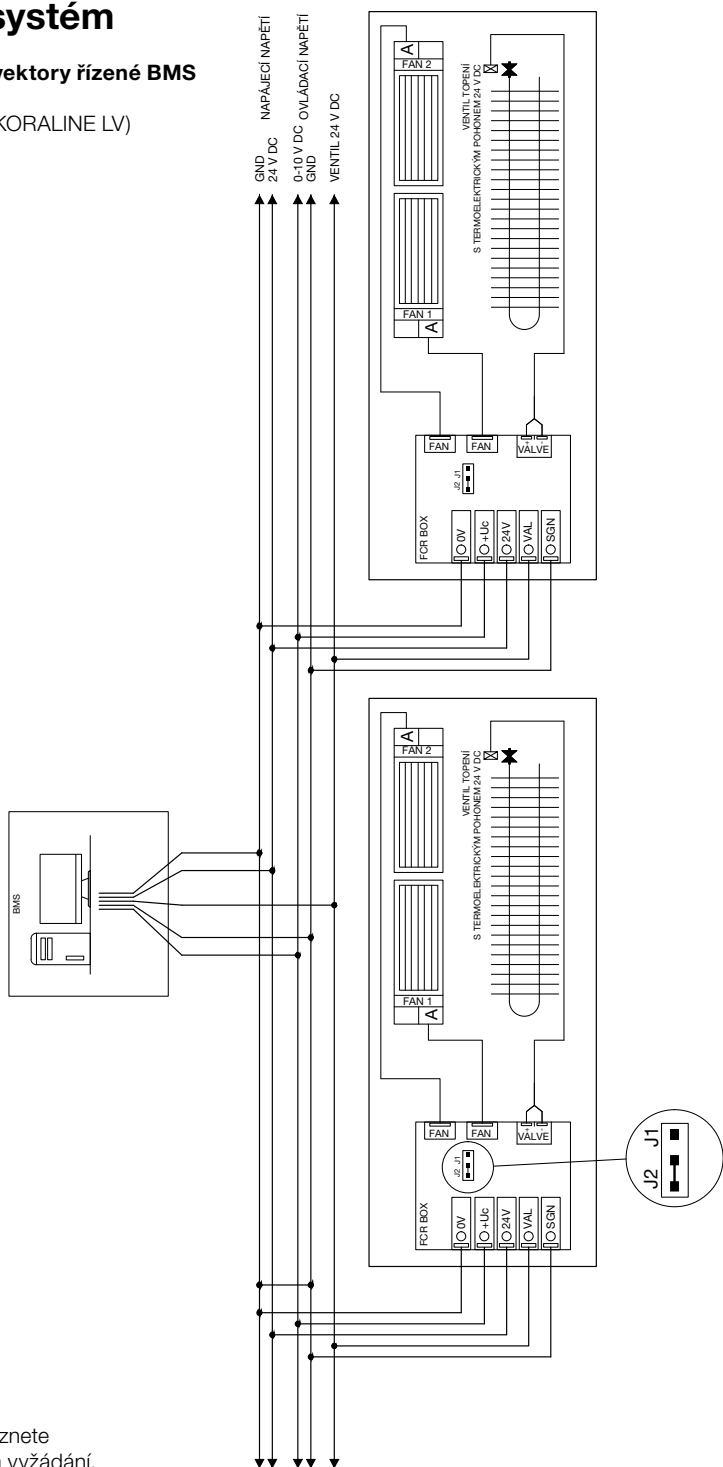 systém
vektory řízené BMS
KORALINE LV)
GND
24 V DC
NAPÁJECÍ NAPĚTÍ
0-10 V DC
GND
OVLÁDACÍ NAPĚTÍ
VENTIL 24 V DC
A
FAN 2
FAN 1
A
VENTIL TOPENÍ
S TERMOELEKTRICKÝM POHONEM 24 V DC
FAN
FAN
+ -
VALVE
J2 J1
FCR BOX
0V
+Uc
24V
VAL
SGN
BMS
A
FAN 2
FAN 1
A
VENTIL TOPENÍ
S TERMOELEKTRICKÝM POHONEM 24 V DC
FAN
FAN
+ -
VALVE
J2 J1
FCR BOX
0V
+Uc
24V
VAL
SGN
J2 J1
znete
vyžádání.